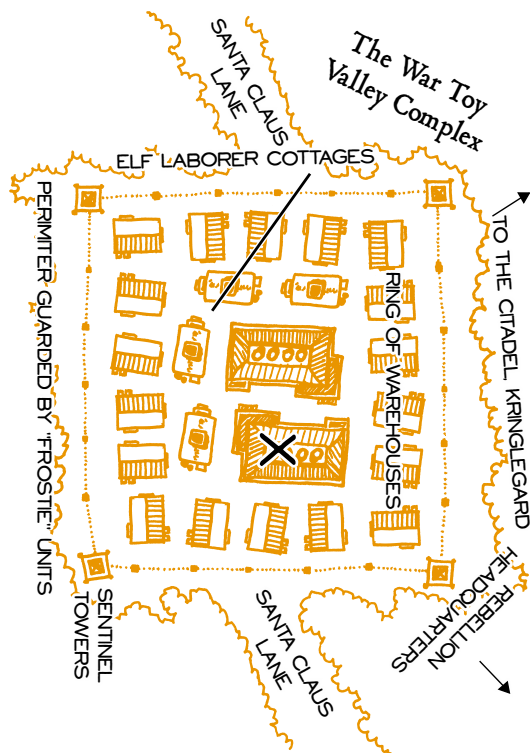 The War Toy
Valley Complex
SANTA CLAUS
LANE
ELF LABORER COTTAGES
TO THE CITADEL KRINGLEGARD
PERIMITER GUARDED BY "FROSTIE" UNITS
RING OF WAREHOUSES
REBELLION
HEADQUARTERS
SENTINEL
TOWERS
SANTA CLAUS
LANE